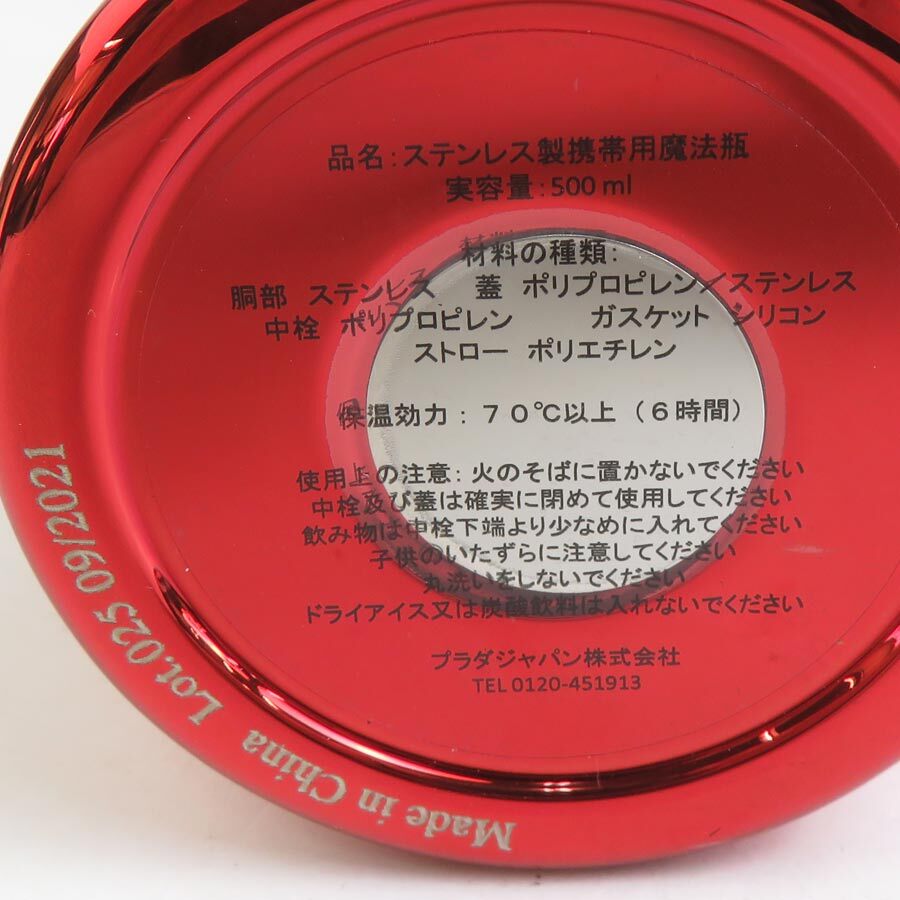 品名：ステンレス製携帯用魔法瓶
実容量：500 ml
材料の種類：
胴部 ステンレス 蓋 ポリプロピレン／ステンレス
中栓 ポリプロピレン ガスケット シリコン
ストロー ポリエチレン
保温効力：７０℃以上（６時間）
使用上の注意：火のそばに置かないでください
中栓及び蓋は確実に閉めて使用してください
飲み物は中栓下端より少なめに入れてください
子供のいたずらに注意してください
丸洗いをしないでください
ドライアイス又は炭酸飲料は入れないでください
プラダジャパン株式会社
TEL 0120-451913
Made in China Lot.025 09/2021